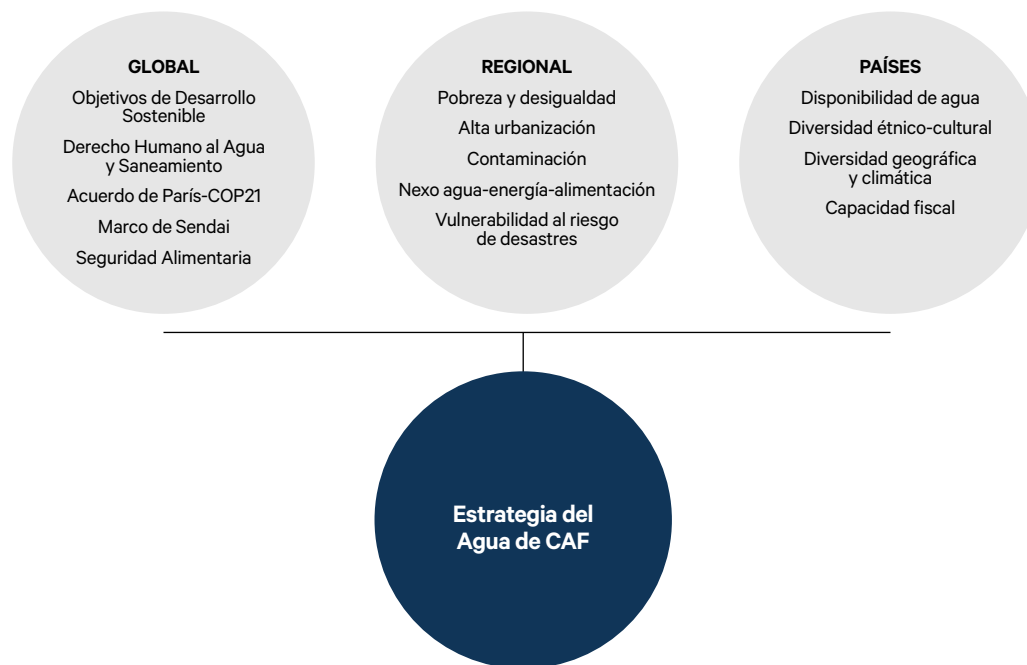 GLOBAL
Objetivos de Desarrollo
Sostenible
Derecho Humano al Agua
y Saneamiento
Acuerdo de París-COP21
Marco de Sendai
Seguridad Alimentaria
REGIONAL
Pobreza y desigualdad
Alta urbanización
Contaminación
Nexo agua-energía-alimentación
Vulnerabilidad al riesgo
de desastres
PAÍSES
Disponibilidad de agua
Diversidad étnico-cultural
Diversidad geográfica
y climática
Capacidad fiscal
Estrategia del
Agua de CAF